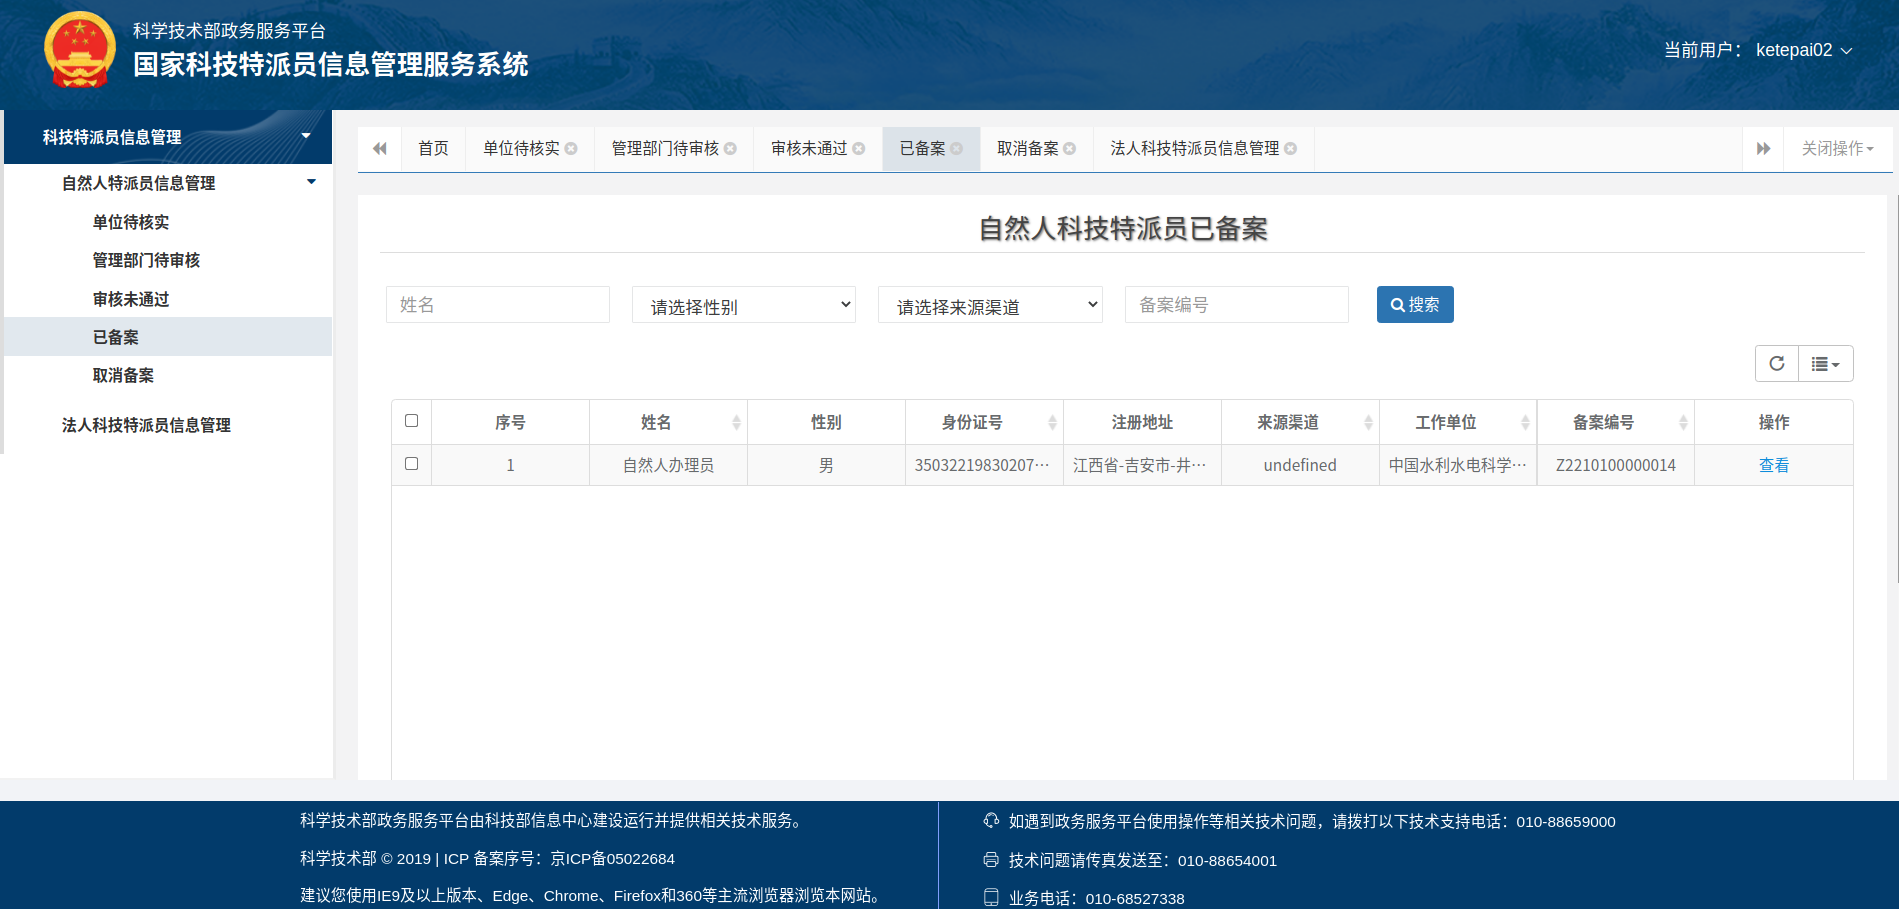 科学技术部政务服务平台
国家科技特派员信息管理服务系统
当前用户： ketepai02
科技特派员信息管理
自然人特派员信息管理
单位待核实
管理部门待审核
审核未通过
已备案
取消备案
法人科技特派员信息管理
首页 单位待核实 管理部门待审核 审核未通过 已备案 取消备案 法人科技特派员信息管理 关闭操作
自然人科技特派员已备案
姓名 请选择性别 请选择来源渠道 备案编号 搜索
序号 姓名 性别 身份证号 注册地址 来源渠道 工作单位 备案编号 操作
1 自然人办理员 男 35032219830207… 江西省-吉安市-井… undefined 中国水利水电科学… Z2210100000014 查看
科学技术部政务服务平台由科技部信息中心建设运行并提供相关技术服务。
科学技术部 © 2019 | ICP 备案序号：京ICP备05022684
建议您使用IE9及以上版本、Edge、Chrome、Firefox和360等主流浏览器浏览本网站。
如遇到政务服务平台使用操作等相关技术问题，请拨打以下技术支持电话：010-88659000
技术问题请传真发送至：010-88654001
业务电话：010-68527338